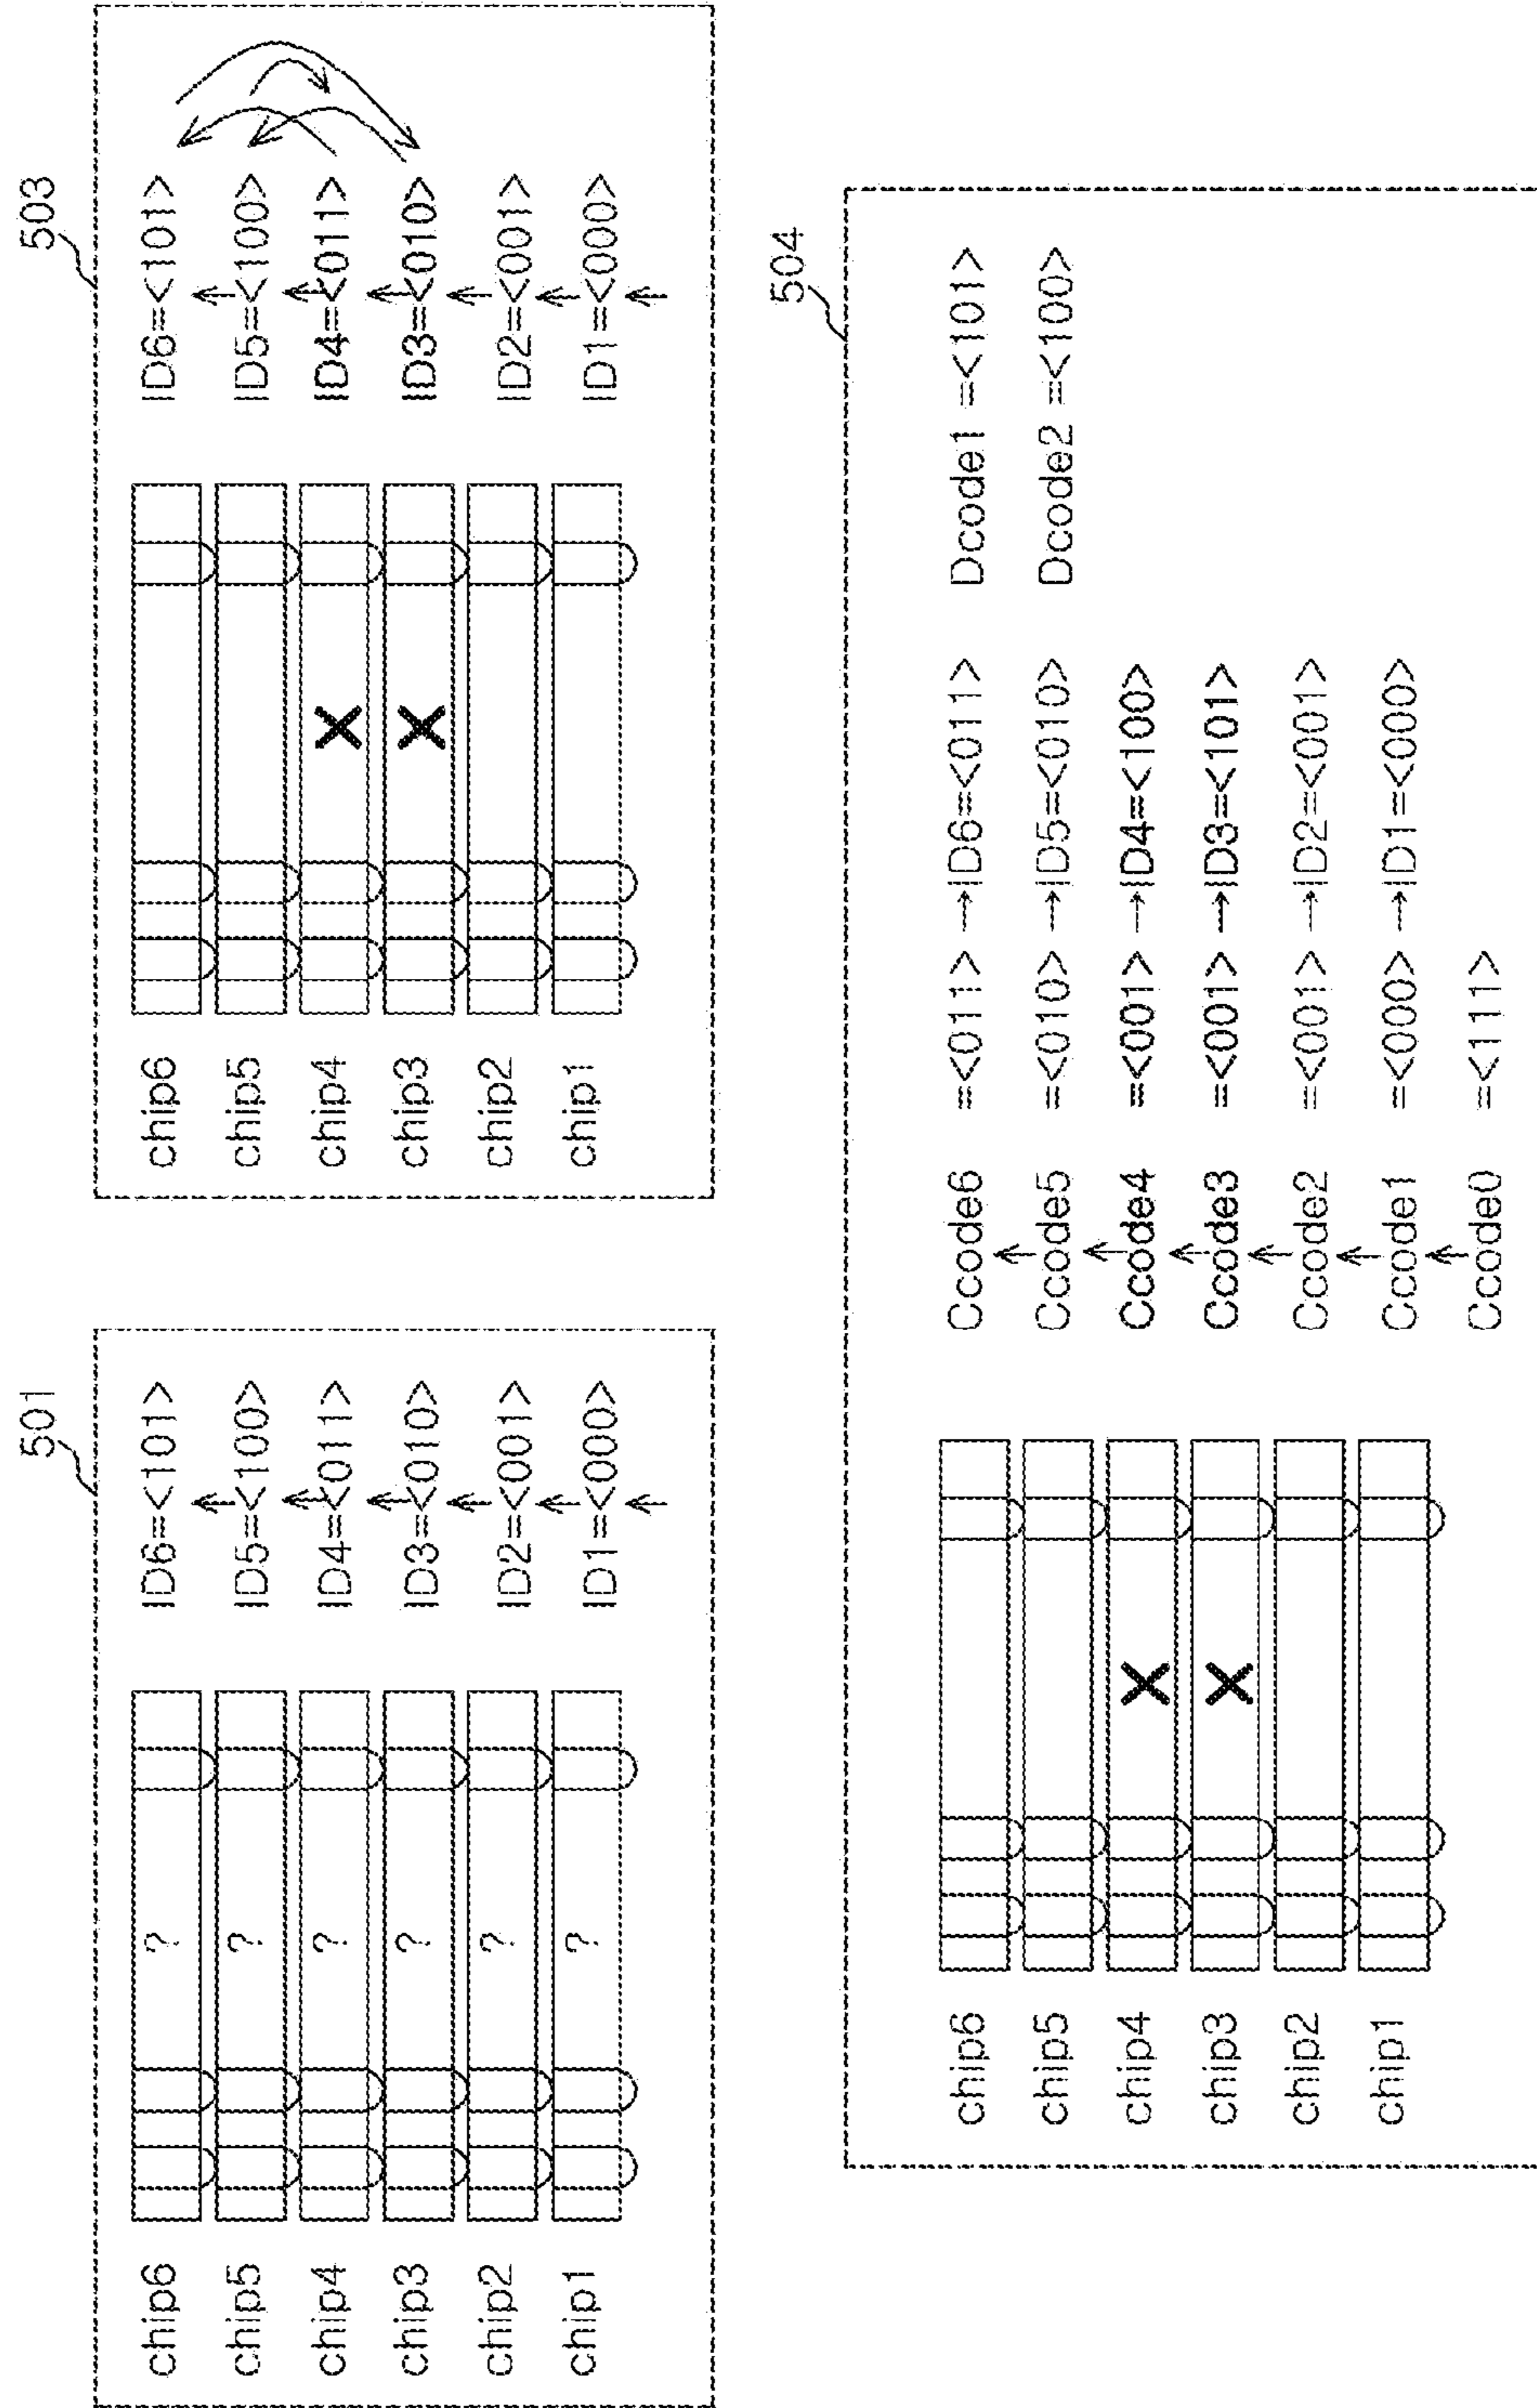 501
chip6 ? ID6=<101>
chip5 ? ID5=<100>
chip4 ? ID4=<011>
chip3 ? ID3=<010>
chip2 ? ID2=<001>
chip1 ? ID1=<000>
503
chip6 ID6=<101>
chip5 ID5=<100>
chip4 X ID4=<011>
chip3 X ID3=<010>
chip2 ID2=<001>
chip1 ID1=<000>
504
chip6 Ccode6 =<011> →ID6=<011> Dcode1 =<101>
chip5 Ccode5 =<010> →ID5=<010> Dcode2 =<100>
chip4 X Ccode4 =<001> →ID4=<100>
chip3 X Ccode3 =<001> →ID3=<101>
chip2 Ccode2 =<001> →ID2=<001>
chip1 Ccode1 =<000> →ID1=<000>
Ccode0 =<111>